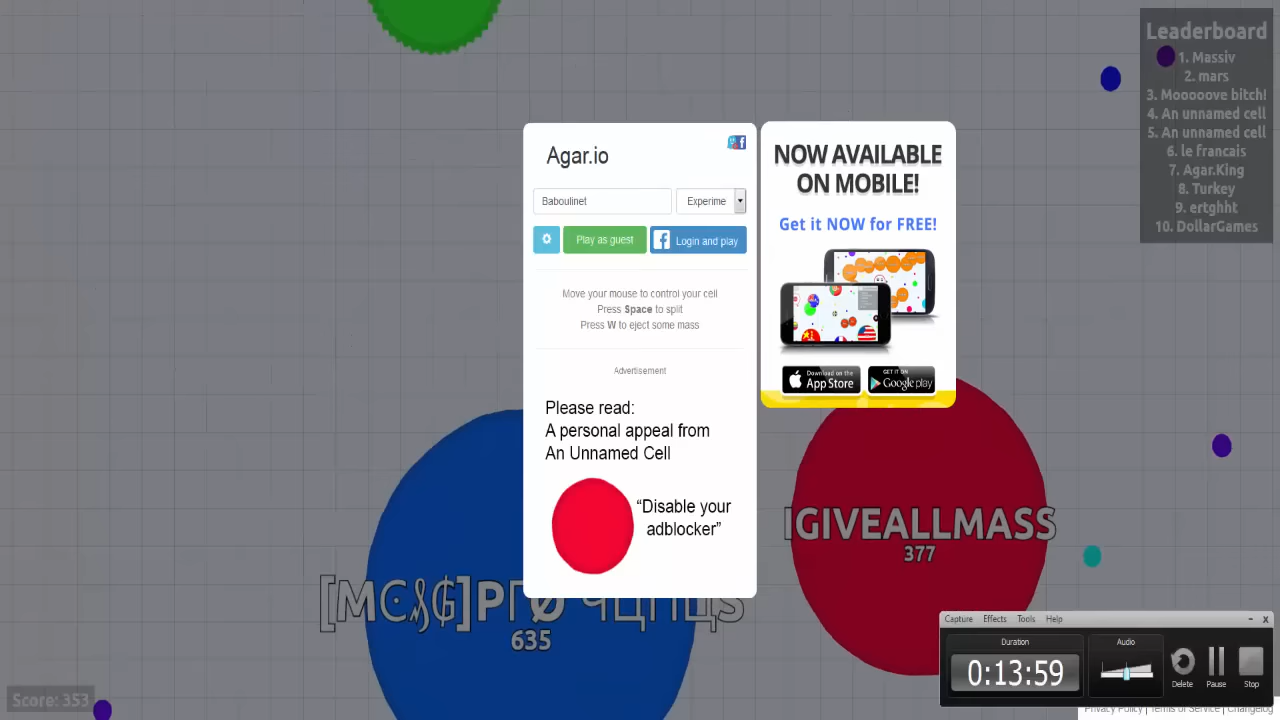 Leaderboard
1. Massiv
2. mars
3. Mooooove bitch!
4. An unnamed cell
5. An unnamed cell
6. le francais
7. Agar.King
8. Turkey
9. ertghht
10. DollarGames
Agar.io
Baboulinet
Experime
Play as guest
Login and play
Move your mouse to control your cell
Press Space to split
Press W to eject some mass
Advertisement
Please read:
A personal appeal from
An Unnamed Cell
“Disable your
adblocker”
NOW AVAILABLE
ON MOBILE!
Get it NOW for FREE!
Download on the
App Store
GET IT ON
Google play
IGIVEALLMASS
377
635
Capture Effects Tools Help
Duration
0:13:59
Audio
Delete
Pause
Stop
Score: 353
Privacy Policy | Terms of Service | Changelog